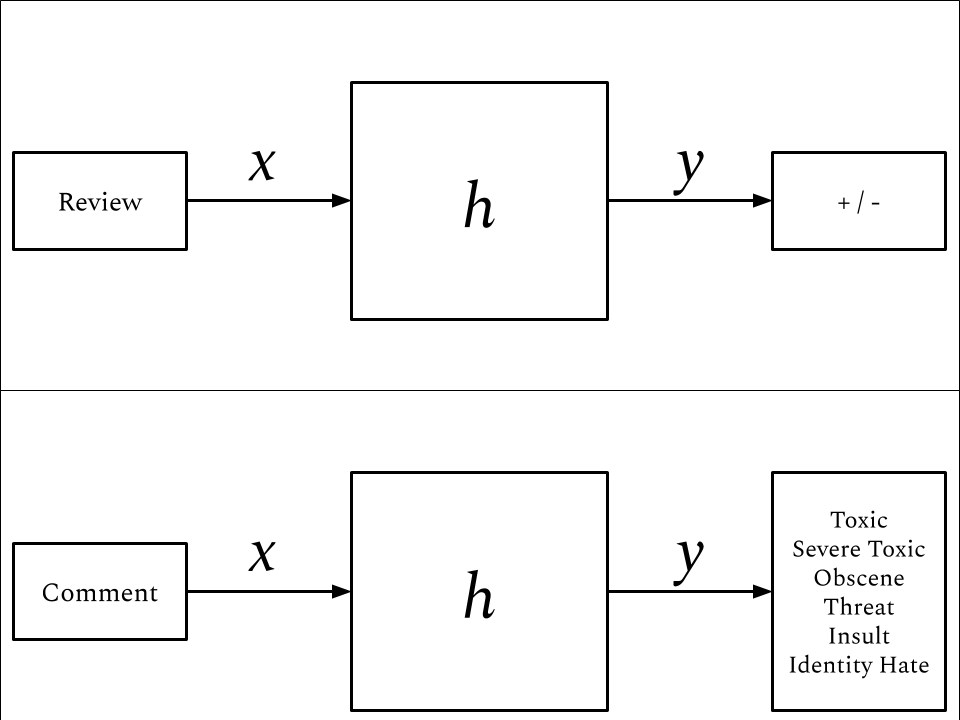 x
y
Review
h
+ / -
x
y
Comment
h
Toxic
Severe Toxic
Obscene
Threat
Insult
Identity Hate